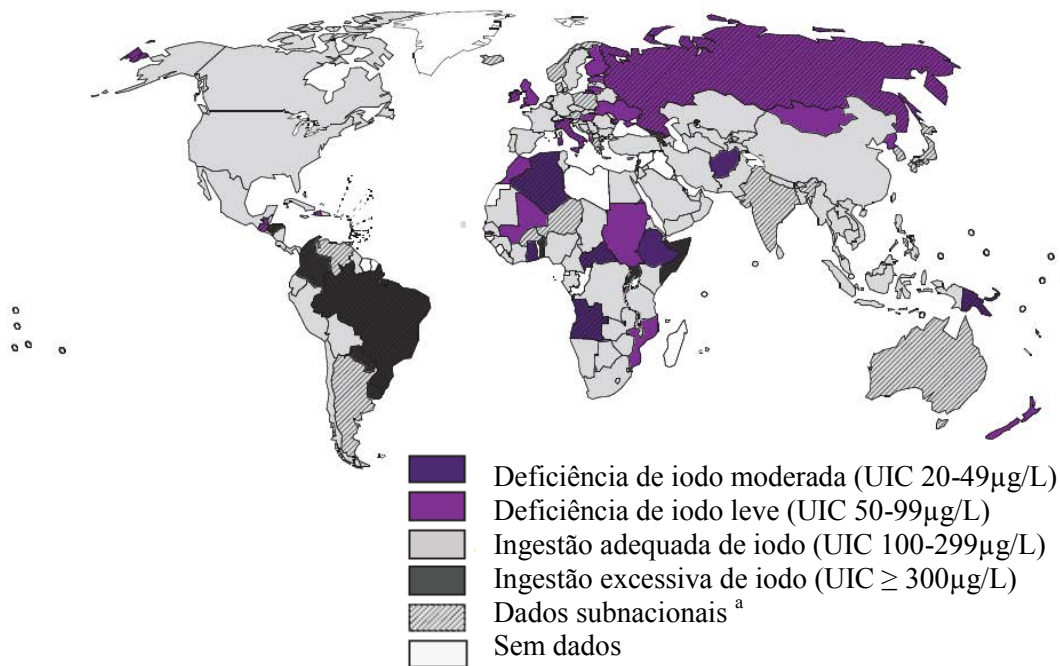 Deficiência de iodo moderada (UIC 20-49µg/L)
Deficiência de iodo leve (UIC 50-99µg/L)
Ingestão adequada de iodo (UIC 100-299µg/L)
Ingestão excessiva de iodo (UIC ≥ 300µg/L)
Dados subnacionais ª
Sem dados